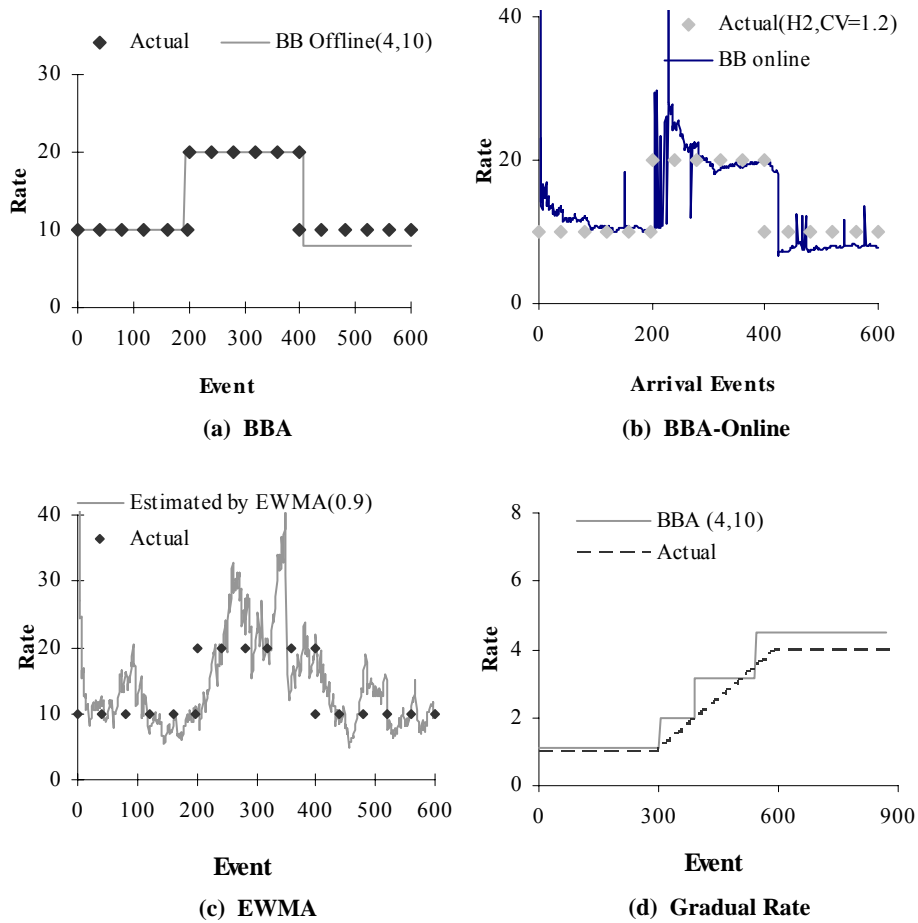 Actual
BB Offline(4,10)
30
20
10
0
Rate
0 100 200 300 400 500 600
Event
(a) BBA
Actual(H2,CV=1.2)
BB online
40
20
0
Rate
0 200 400 600
Arrival Events
(b) BBA-Online
Estimated by EWMA(0.9)
Actual
40
30
20
10
0
Rate
0 100 200 300 400 500 600
Event
(c) EWMA
BBA (4,10)
Actual
8
6
4
2
0
Rate
0 300 600 900
Event
(d) Gradual Rate